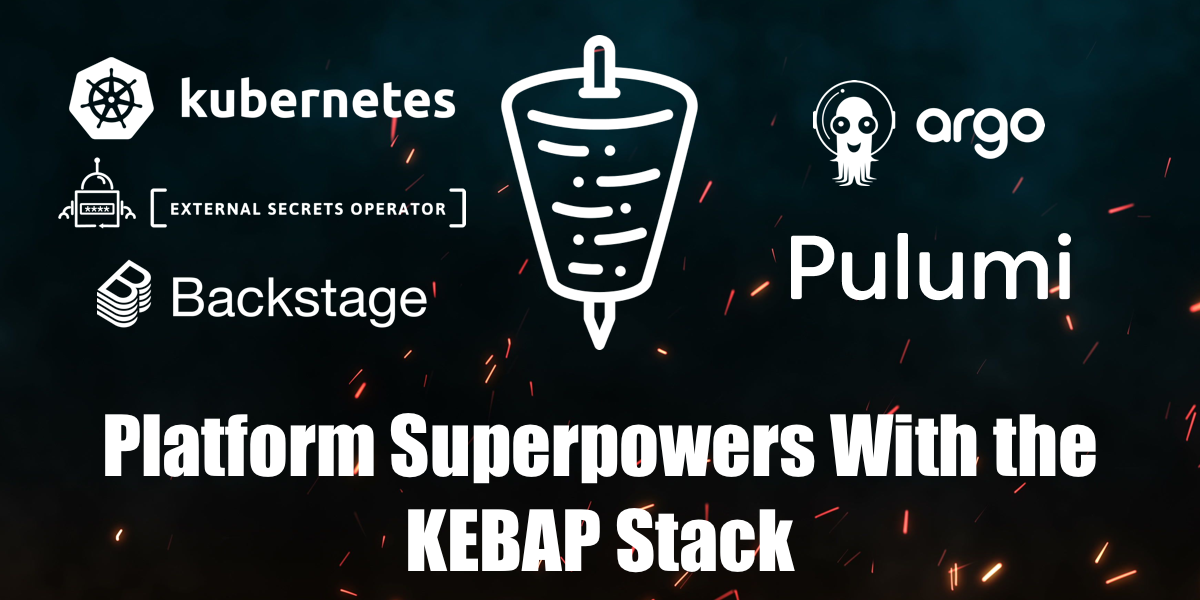 kubernetes
****
[EXTERNAL SECRETS OPERATOR]
Backstage
argo
Pulumi
Platform Superpowers With the
KEBAP Stack